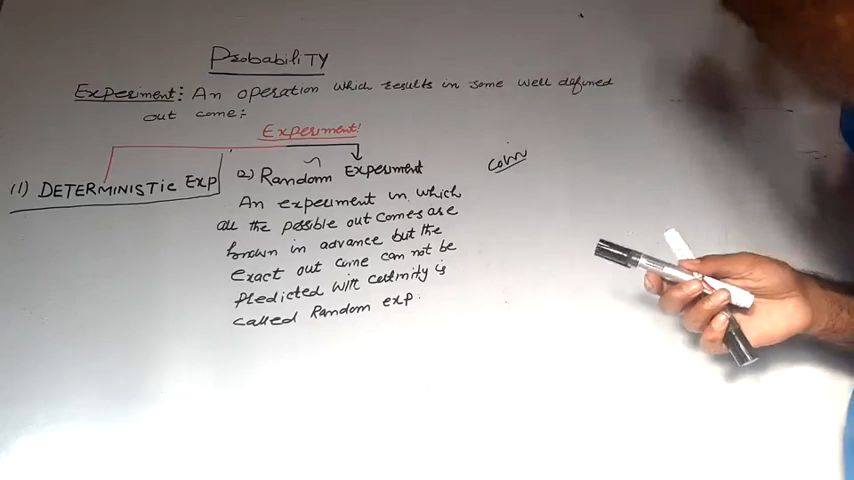 Probability
Experiment: An operation which results in some well defined
out come:
Experiment!
(1) DETERMINISTIC Exp
2) Random Experiment
An experiment in which
all the possible out comes are
known in advance but the
exact out come can not be
predicted with certinity is
called Random exp.